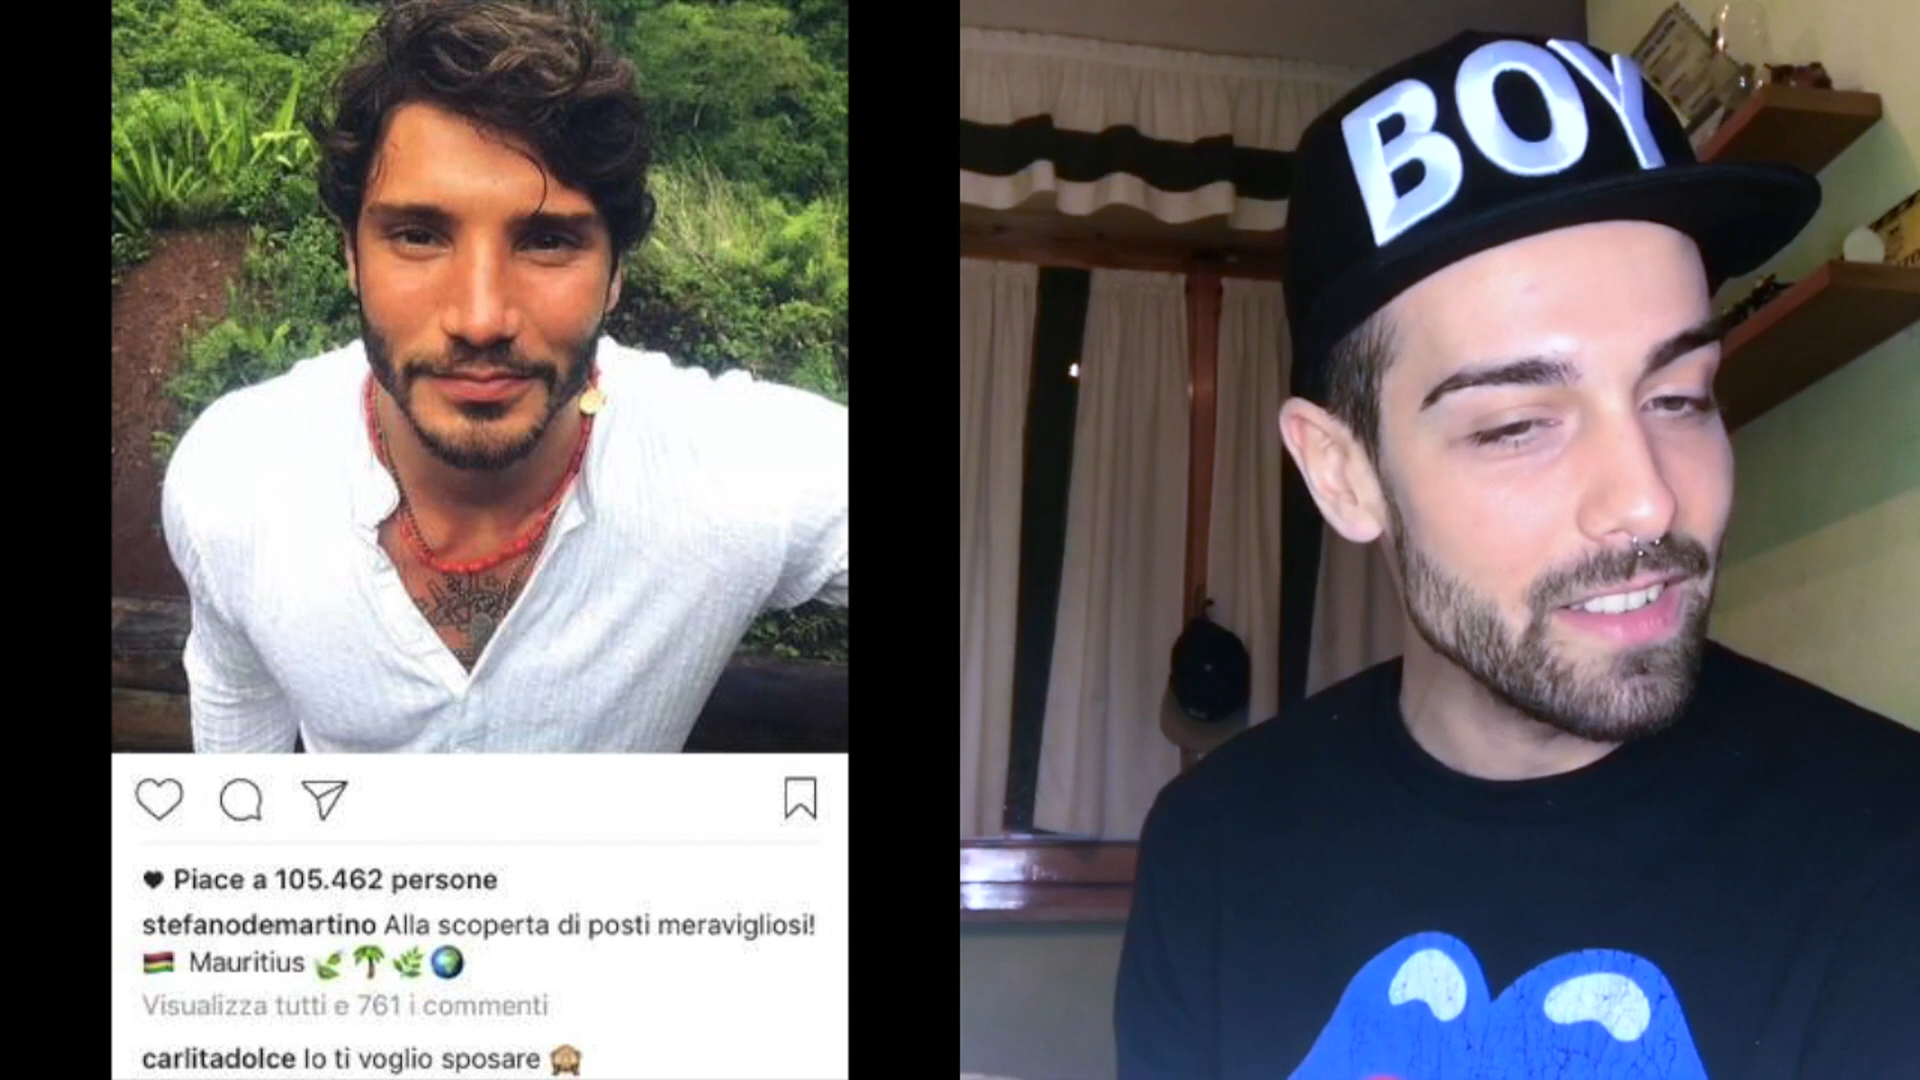 BOY
Piace a 105.462 persone
stefanodemartino Alla scoperta di posti meravigliosi!
Mauritius
Visualizza tutti e 761 i commenti
carlitadolce Io ti voglio sposare